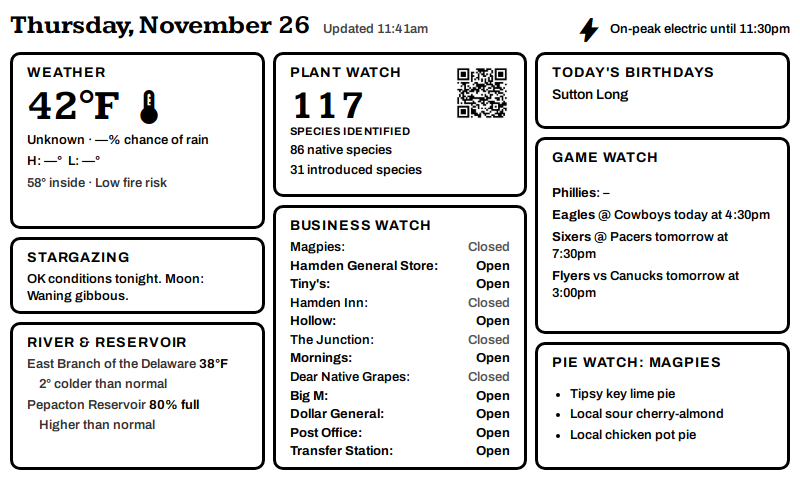 Thursday, November 26 Updated 11:41am
On-peak electric until 11:30pm
WEATHER
42°F
Unknown · —% chance of rain
H: —° L: —°
58° inside · Low fire risk
STARGAZING
OK conditions tonight. Moon:
Waning gibbous.
RIVER & RESERVOIR
East Branch of the Delaware 38°F
2° colder than normal
Pepacton Reservoir 80% full
Higher than normal
PLANT WATCH
117
SPECIES IDENTIFIED
86 native species
31 introduced species
BUSINESS WATCH
Magpies: Closed
Hamden General Store: Open
Tiny's: Open
Hamden Inn: Closed
Hollow: Open
The Junction: Closed
Mornings: Open
Dear Native Grapes: Closed
Big M: Open
Dollar General: Open
Post Office: Open
Transfer Station: Open
TODAY'S BIRTHDAYS
Sutton Long
GAME WATCH
Phillies: –
Eagles @ Cowboys today at 4:30pm
Sixers @ Pacers tomorrow at
7:30pm
Flyers vs Canucks tomorrow at
3:00pm
PIE WATCH: MAGPIES
• Tipsy key lime pie
• Local sour cherry-almond
• Local chicken pot pie